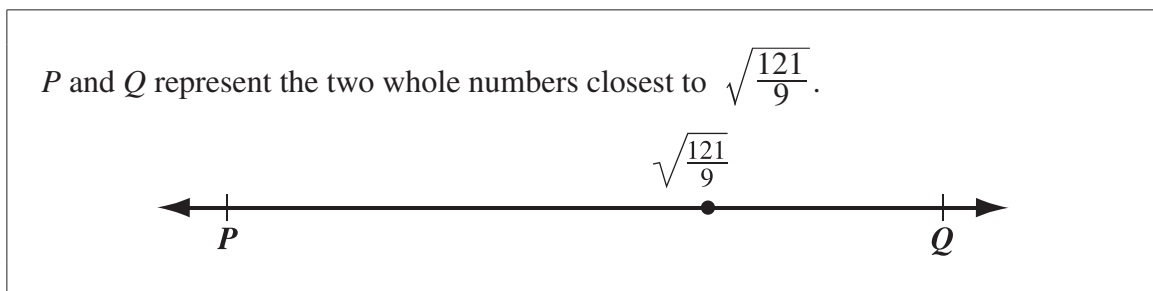 P and Q represent the two whole numbers closest to √(121/9).
√(121/9)
P Q